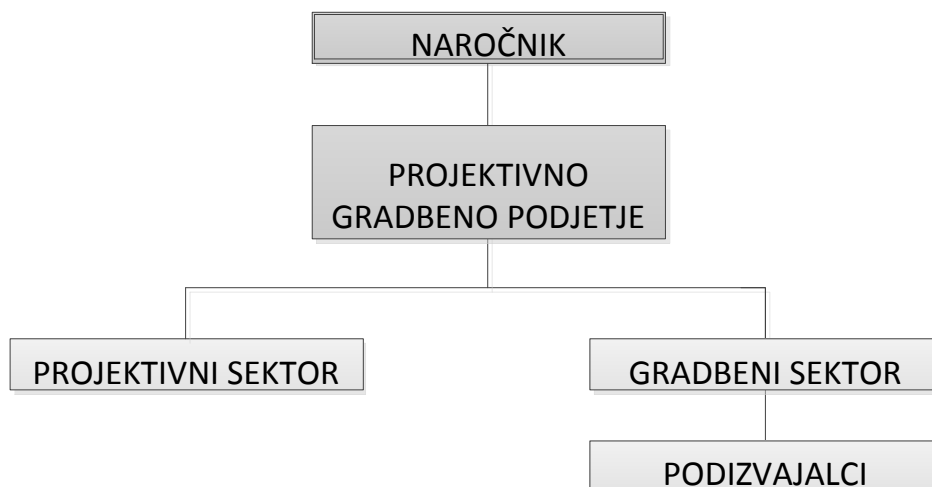 NAROČNIK
PROJEKTIVNO
GRADBENO PODJETJE
PROJEKTIVNI SEKTOR
GRADBENI SEKTOR
PODIZVAJALCI